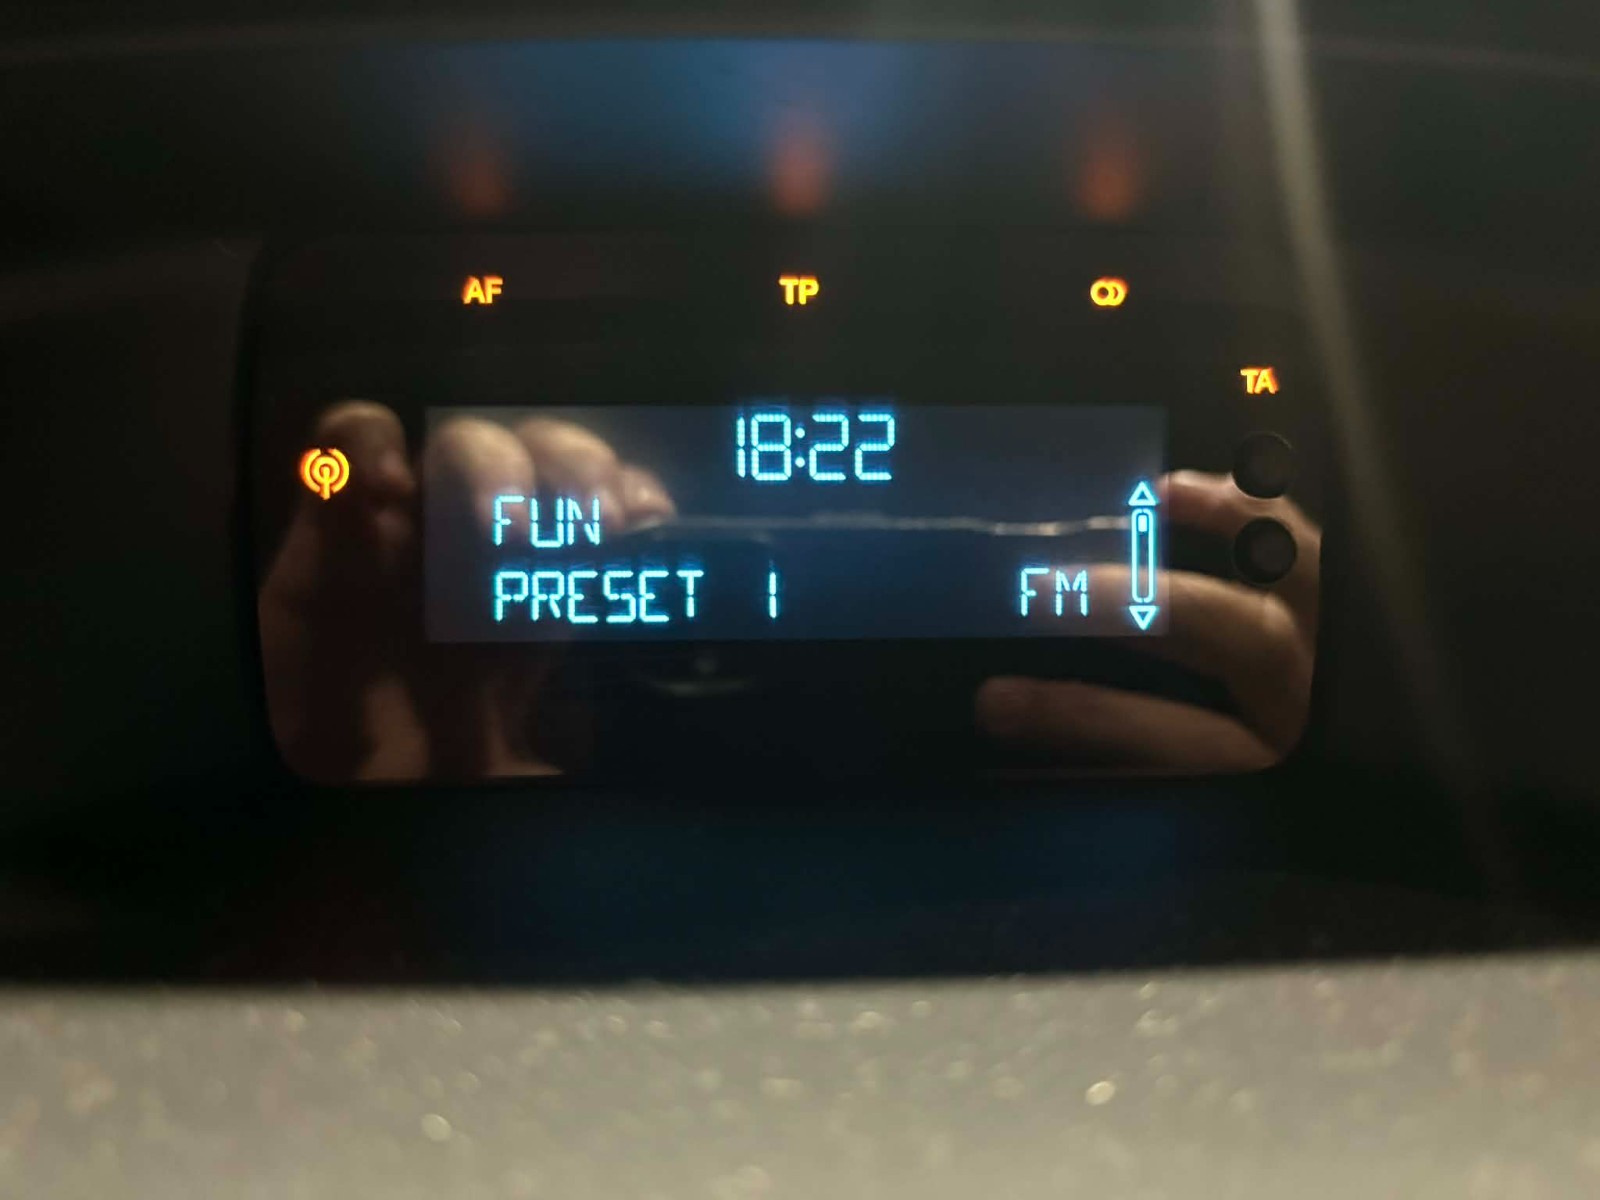 AF TP
TA
18:22
FUN
PRESET 1 FM